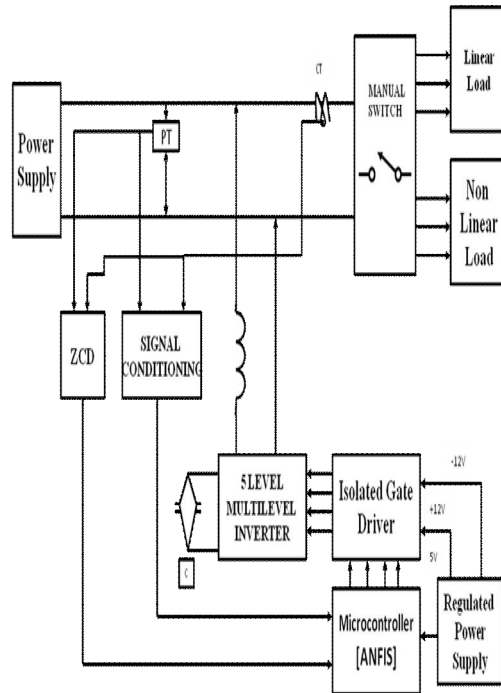 Linear
Load
CT
MANUAL
SWITCH
Power
Supply
PT
Non
Linear
Load
ZCD
SIGNAL
CONDITIONING
5 LEVEL
MULTILEVEL
INVERTER
Isolated Gate
Driver
-12V
+12V
5V
C
Microcontroller
[ANFIS]
Regulated
Power
Supply